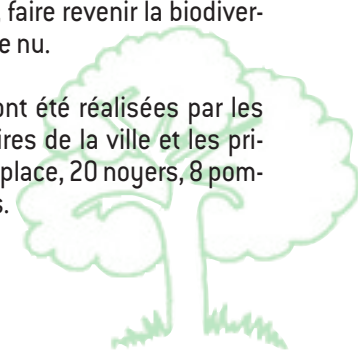 faire revenir la biodiver-
e nu.
ont été réalisées par les
ires de la ville et les pri-
place, 20 noyers, 8 pom-
s.